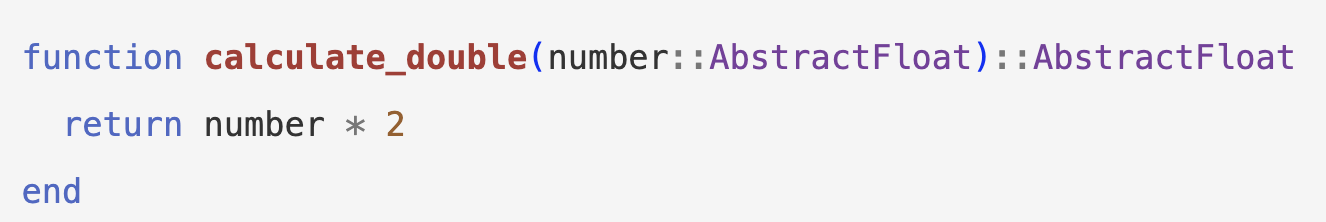 function calculate_double(number::AbstractFloat)::AbstractFloat
  return number * 2
end